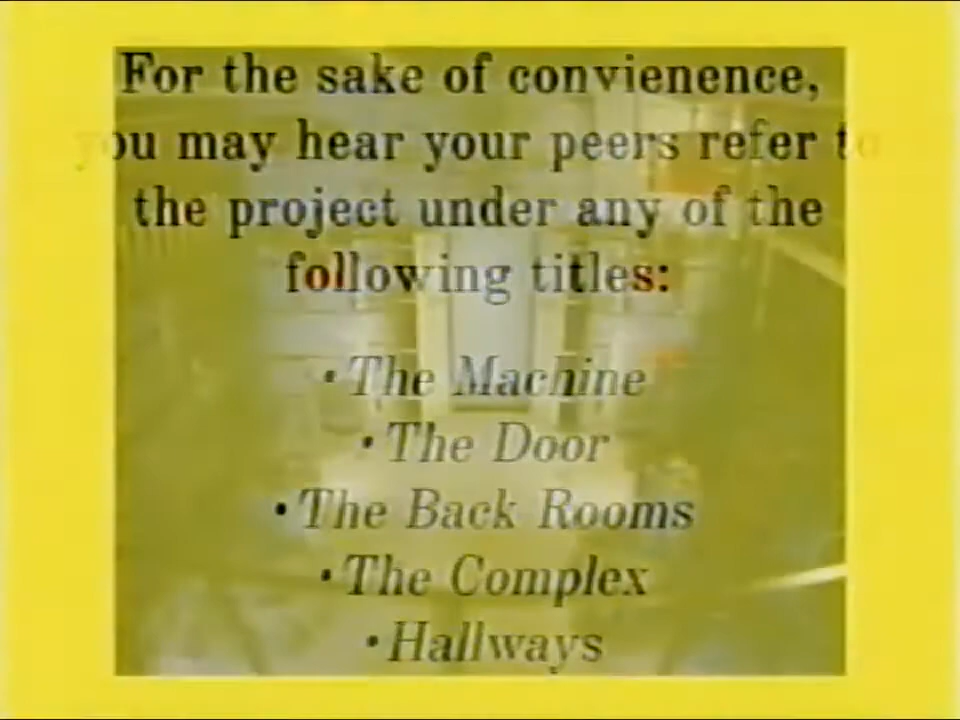 For the sake of convienence,
you may hear your peers refer to
the project under any of the
following titles:
• The Machine
• The Door
• The Back Rooms
• The Complex
• Hallways